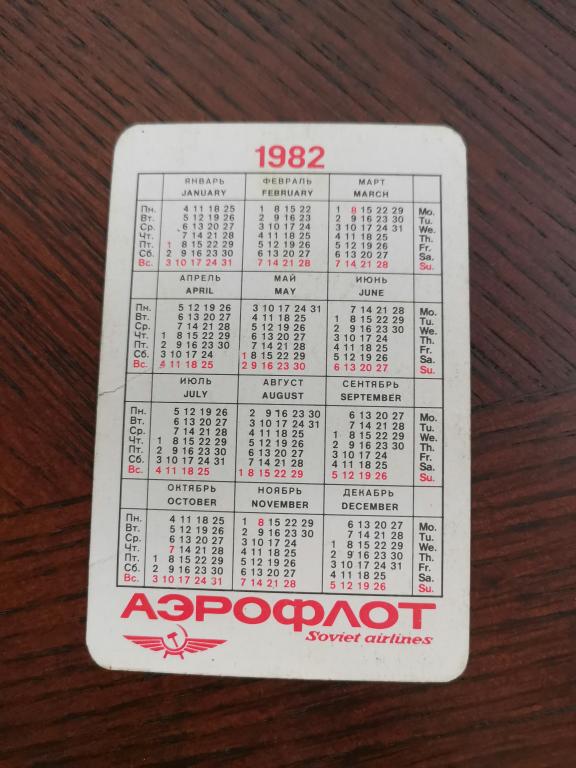 1982
ЯНВАРЬ ФЕВРАЛЬ МАРТ
JANUARY FEBRUARY MARCH
Пн. 4 11 18 25 1 8 15 22 1 8 15 22 29 Mo.
Вт. 5 12 19 26 2 9 16 23 2 9 16 23 30 Tu.
Ср. 6 13 20 27 3 10 17 24 3 10 17 24 31 We.
Чт. 7 14 21 28 4 11 18 25 4 11 18 25 Th.
Пт. 1 8 15 22 29 5 12 19 26 5 12 19 26 Fr.
Сб. 2 9 16 23 30 6 13 20 27 6 13 20 27 Sa.
Вс. 3 10 17 24 31 7 14 21 28 7 14 21 28 Su.
АПРЕЛЬ МАЙ ИЮНЬ
APRIL MAY JUNE
Пн. 5 12 19 26 3 10 17 24 31 7 14 21 28 Mo.
Вт. 6 13 20 27 4 11 18 25 1 8 15 22 29 Tu.
Ср. 7 14 21 28 5 12 19 26 2 9 16 23 30 We.
Чт. 1 8 15 22 29 6 13 20 27 3 10 17 24 Th.
Пт. 2 9 16 23 30 7 14 21 28 4 11 18 25 Fr.
Сб. 3 10 17 24 1 8 15 22 29 5 12 19 26 Sa.
Вс. 4 11 18 25 2 9 16 23 30 6 13 20 27 Su.
ИЮЛЬ АВГУСТ СЕНТЯБРЬ
JULY AUGUST SEPTEMBER
Пн. 5 12 19 26 2 9 16 23 30 6 13 20 27 Mo.
Вт. 6 13 20 27 3 10 17 24 31 7 14 21 28 Tu.
Ср. 7 14 21 28 4 11 18 25 1 8 15 22 29 We.
Чт. 1 8 15 22 29 5 12 19 26 2 9 16 23 30 Th.
Пт. 2 9 16 23 30 6 13 20 27 3 10 17 24 Fr.
Сб. 3 10 17 24 31 7 14 21 28 4 11 18 25 Sa.
Вс. 4 11 18 25 1 8 15 22 29 5 12 19 26 Su.
ОКТЯБРЬ НОЯБРЬ ДЕКАБРЬ
OCTOBER NOVEMBER DECEMBER
Пн. 4 11 18 25 1 8 15 22 29 6 13 20 27 Mo.
Вт. 5 12 19 26 2 9 16 23 30 7 14 21 28 Tu.
Ср. 6 13 20 27 3 10 17 24 1 8 15 22 29 We.
Чт. 7 14 21 28 4 11 18 25 2 9 16 23 30 Th.
Пт. 1 8 15 22 29 5 12 19 26 3 10 17 24 31 Fr.
Сб. 2 9 16 23 30 6 13 20 27 4 11 18 25 Sa.
Вс. 3 10 17 24 31 7 14 21 28 5 12 19 26 Su.
АЭРОФЛОТ
Soviet airlines